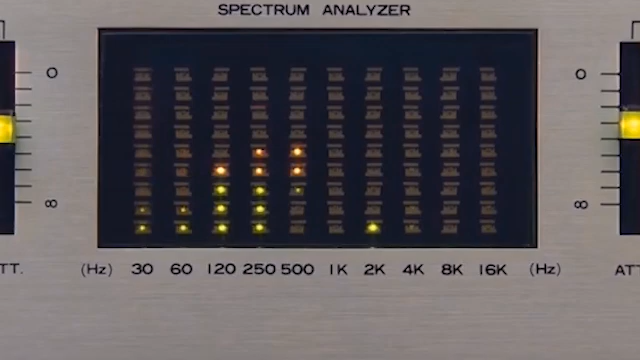 SPECTRUM ANALYZER
0 0
∞ ∞
TT. (Hz) 30 60 120 250 500 1K 2K 4K 8K 16K (Hz) ATT